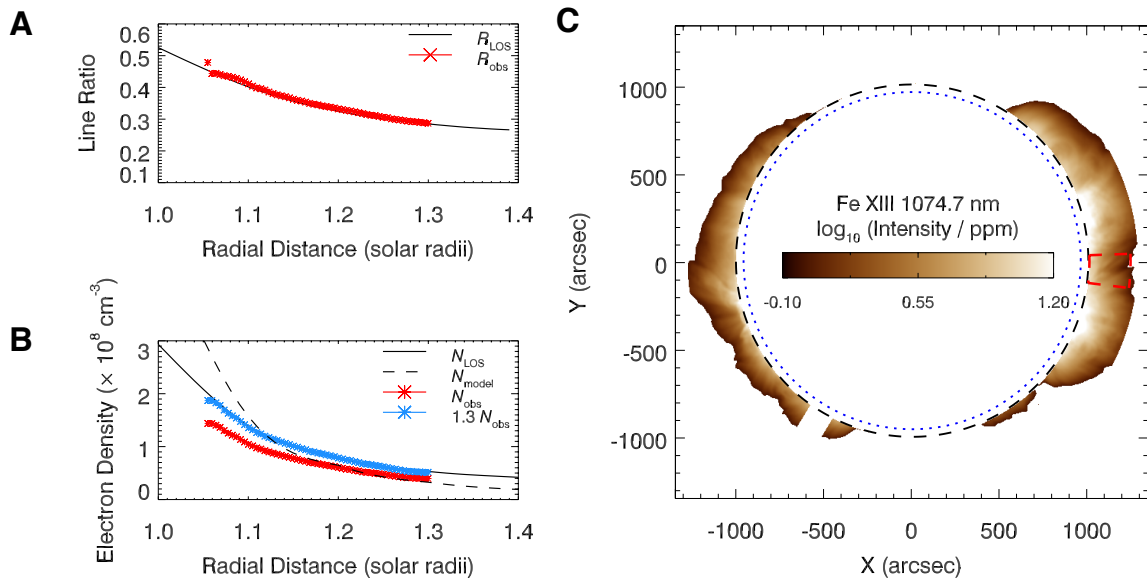 A
Line Ratio
0.6
0.5
0.4
0.3
0.2
0.1
R_LOS
R_obs
1.0 1.1 1.2 1.3 1.4
Radial Distance (solar radii)
B
Electron Density (× 10⁸ cm⁻³)
3
2
1
0
N_LOS
N_model
N_obs
1.3 N_obs
1.0 1.1 1.2 1.3 1.4
Radial Distance (solar radii)
C
Y (arcsec)
1000
500
0
-500
-1000
Fe XIII 1074.7 nm
log₁₀ (Intensity / ppm)
-0.10 0.55 1.20
-1000 -500 0 500 1000
X (arcsec)